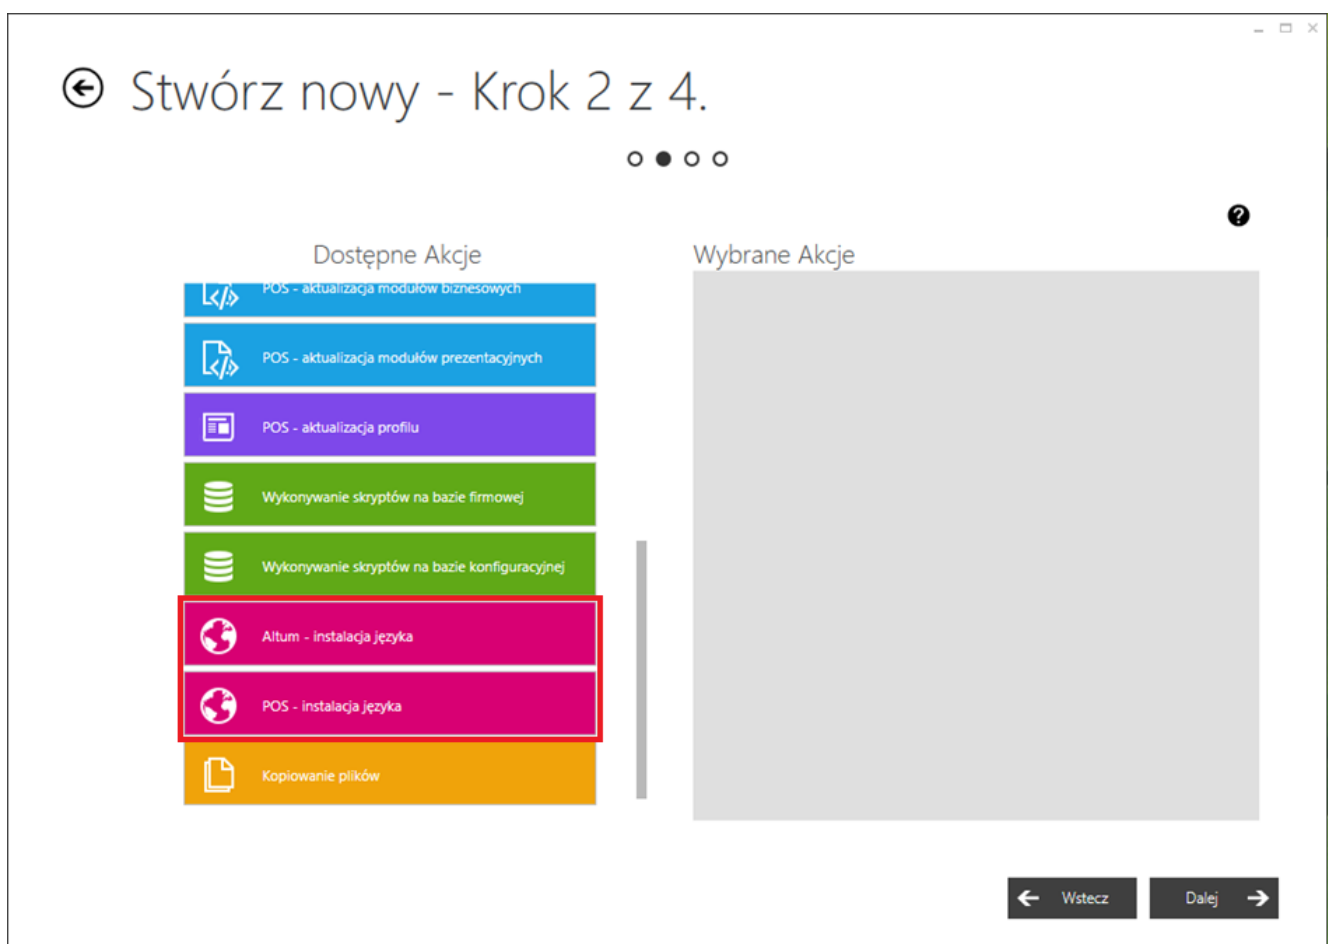 Stwórz nowy - Krok 2 z 4.
Dostępne Akcje
Wybrane Akcje
POS - aktualizacja modułów biznesowych
POS - aktualizacja modułów prezentacyjnych
POS - aktualizacja profilu
Wykonywanie skryptów na bazie firmowej
Wykonywanie skryptów na bazie konfiguracyjnej
Altum - instalacja języka
POS - instalacja języka
Kopiowanie plików
Wstecz
Dalej